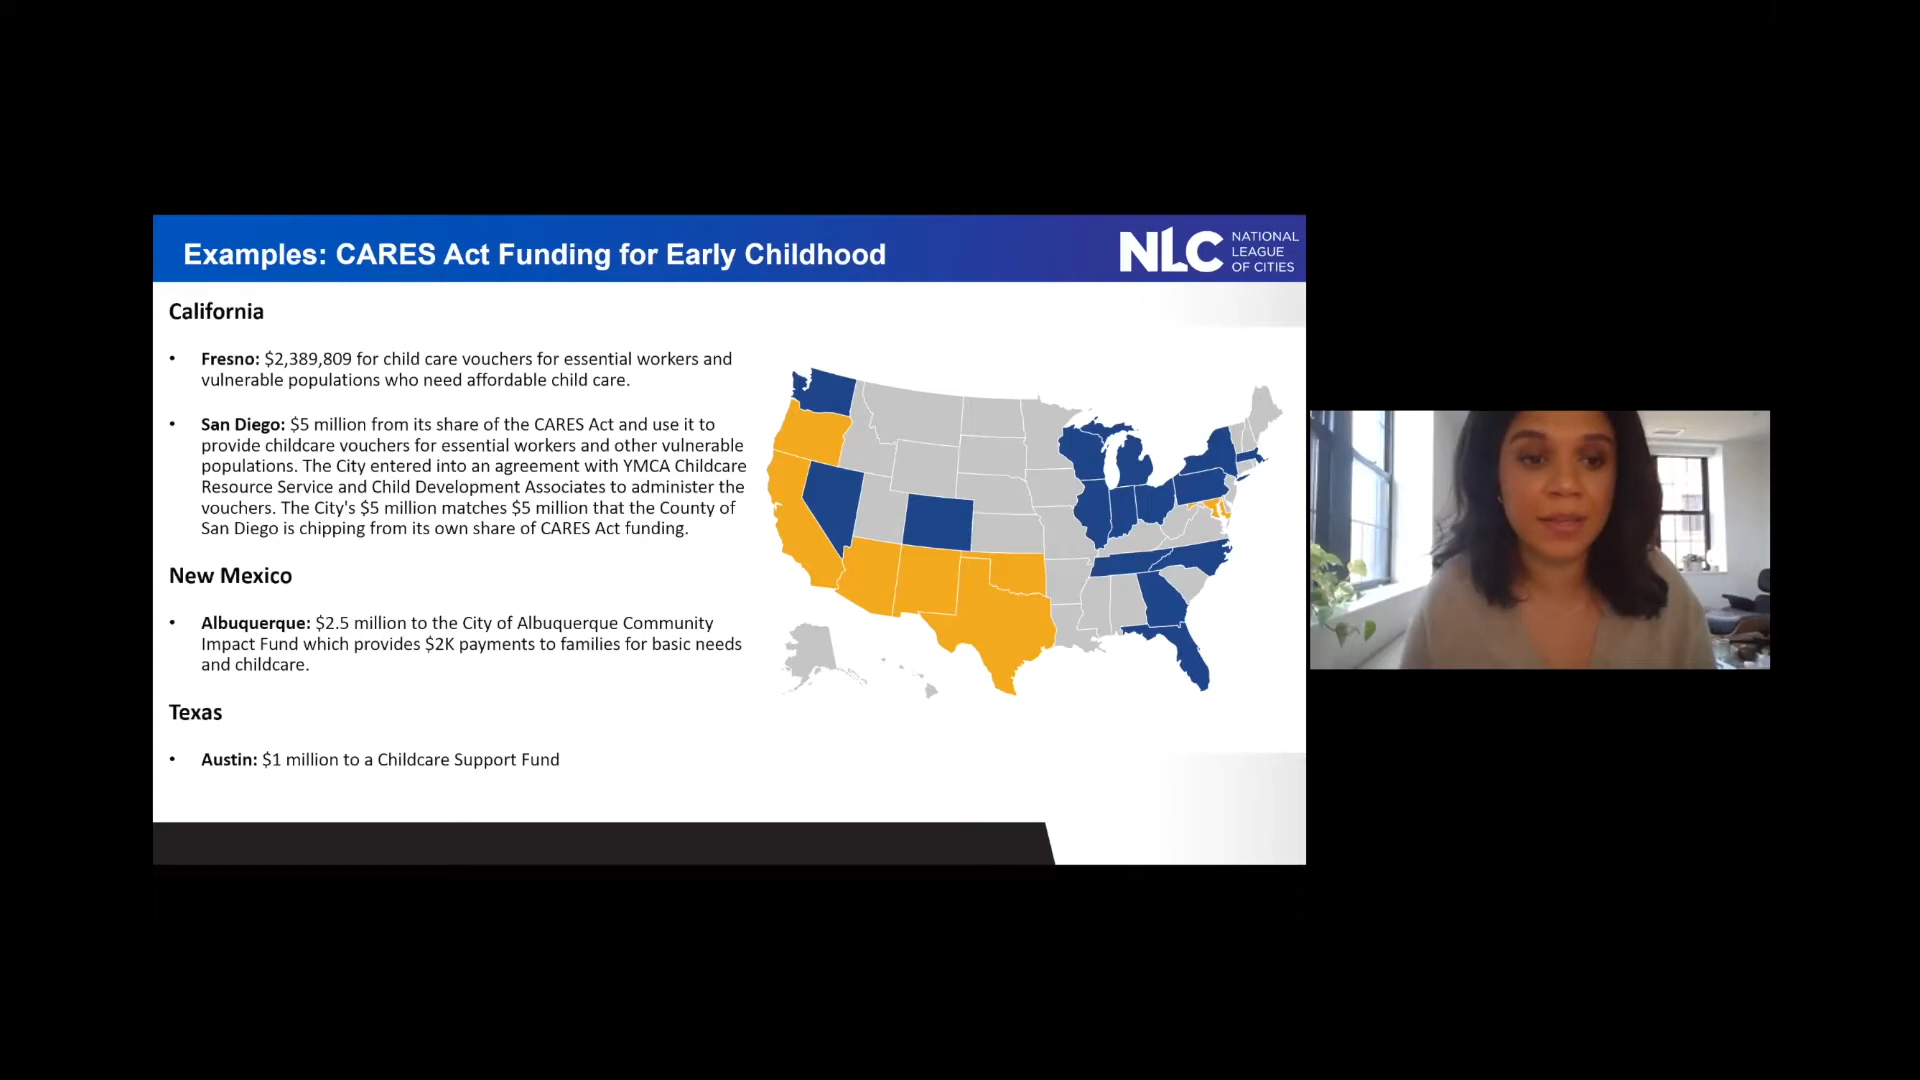 Examples: CARES Act Funding for Early Childhood
NLC NATIONAL
LEAGUE
OF CITIES
California
• Fresno: $2,389,809 for child care vouchers for essential workers and
vulnerable populations who need affordable child care.
• San Diego: $5 million from its share of the CARES Act and use it to
provide childcare vouchers for essential workers and other vulnerable
populations. The City entered into an agreement with YMCA Childcare
Resource Service and Child Development Associates to administer the
vouchers. The City's $5 million matches $5 million that the County of
San Diego is chipping from its own share of CARES Act funding.
New Mexico
• Albuquerque: $2.5 million to the City of Albuquerque Community
Impact Fund which provides $2K payments to families for basic needs
and childcare.
Texas
• Austin: $1 million to a Childcare Support Fund